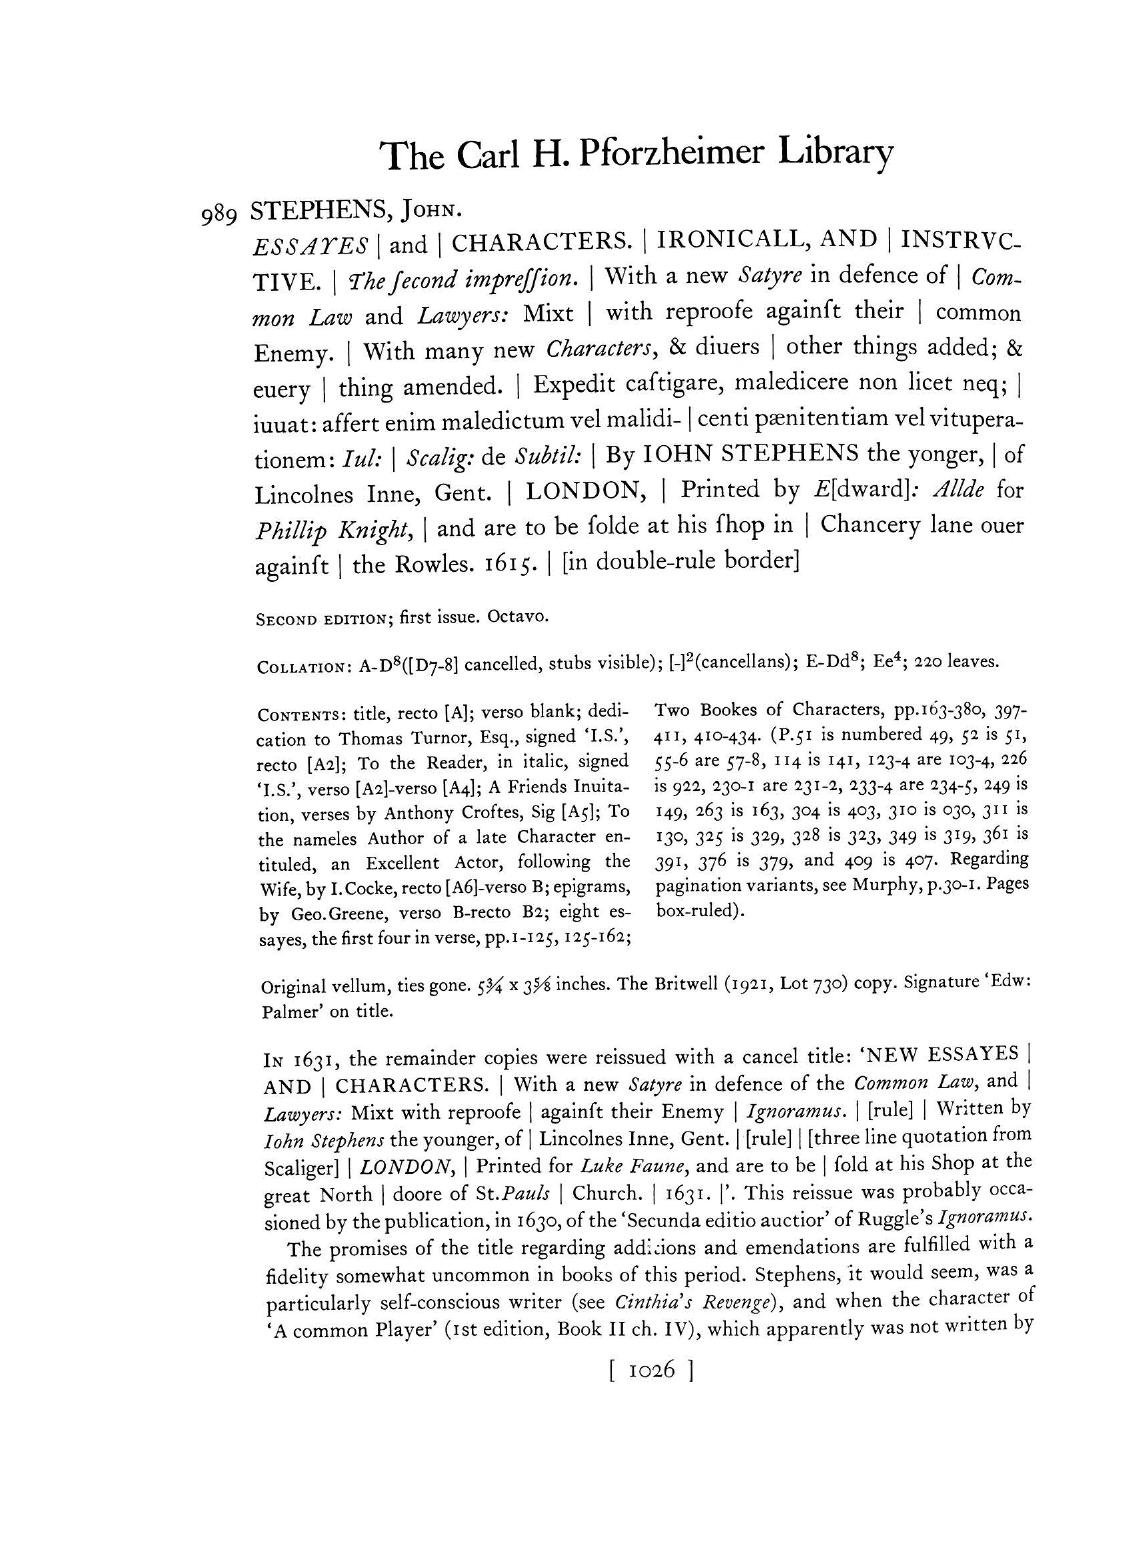 The Carl H. Pforzheimer Library
989 STEPHENS, John.
ESSAYES | and | CHARACTERS. | IRONICALL, AND | INSTRVC-
TIVE. | The ſecond impreſſion. | With a new Satyre in defence of | Com-
mon Law and Lawyers: Mixt | with reproofe againſt their | common
Enemy. | With many new Characters, & diuers | other things added; &
euery | thing amended. | Expedit caſtigare, maledicere non licet neq; |
iuuat: affert enim maledictum vel malidi- | centi pænitentiam vel vitupera-
tionem: Iul: | Scalig: de Subtil: | By IOHN STEPHENS the yonger, | of
Lincolnes Inne, Gent. | LONDON, | Printed by E[dward]: Allde for
Phillip Knight, | and are to be ſolde at his ſhop in | Chancery lane ouer
againſt | the Rowles. 1615. | [in double-rule border]
Second edition; first issue. Octavo.
Collation: A-D⁸([D7-8] cancelled, stubs visible); [-]²(cancellans); E-Dd⁸; Ee⁴; 220 leaves.
Contents: title, recto [A]; verso blank; dedi-
cation to Thomas Turnor, Esq., signed ‘I.S.’,
recto [A2]; To the Reader, in italic, signed
‘I.S.’, verso [A2]-verso [A4]; A Friends Inuita-
tion, verses by Anthony Croftes, Sig [A5]; To
the nameles Author of a late Character en-
tituled, an Excellent Actor, following the
Wife, by I.Cocke, recto [A6]-verso B; epigrams,
by Geo.Greene, verso B-recto B2; eight es-
sayes, the first four in verse, pp.1-125, 125-162;
Two Bookes of Characters, pp.163-380, 397-
411, 410-434. (P.51 is numbered 49, 52 is 51,
55-6 are 57-8, 114 is 141, 123-4 are 103-4, 226
is 922, 230-1 are 231-2, 233-4 are 234-5, 249 is
149, 263 is 163, 304 is 403, 310 is 030, 311 is
130, 325 is 329, 328 is 323, 349 is 319, 361 is
391, 376 is 379, and 409 is 407. Regarding
pagination variants, see Murphy, p.30-1. Pages
box-ruled).
Original vellum, ties gone. 5¾ x 3⅝ inches. The Britwell (1921, Lot 730) copy. Signature ‘Edw:
Palmer’ on title.
In 1631, the remainder copies were reissued with a cancel title: ‘NEW ESSAYES |
AND | CHARACTERS. | With a new Satyre in defence of the Common Law, and |
Lawyers: Mixt with reproofe | againſt their Enemy | Ignoramus. | [rule] | Written by
Iohn Stephens the younger, of | Lincolnes Inne, Gent. | [rule] | [three line quotation from
Scaliger] | LONDON, | Printed for Luke Faune, and are to be | ſold at his Shop at the
great North | doore of St.Pauls | Church. | 1631. |’. This reissue was probably occa-
sioned by the publication, in 1630, of the ‘Secunda editio auctior’ of Ruggle’s Ignoramus.
The promises of the title regarding additions and emendations are fulfilled with a
fidelity somewhat uncommon in books of this period. Stephens, it would seem, was a
particularly self-conscious writer (see Cinthia’s Revenge), and when the character of
‘A common Player’ (1st edition, Book II ch. IV), which apparently was not written by
[ 1026 ]